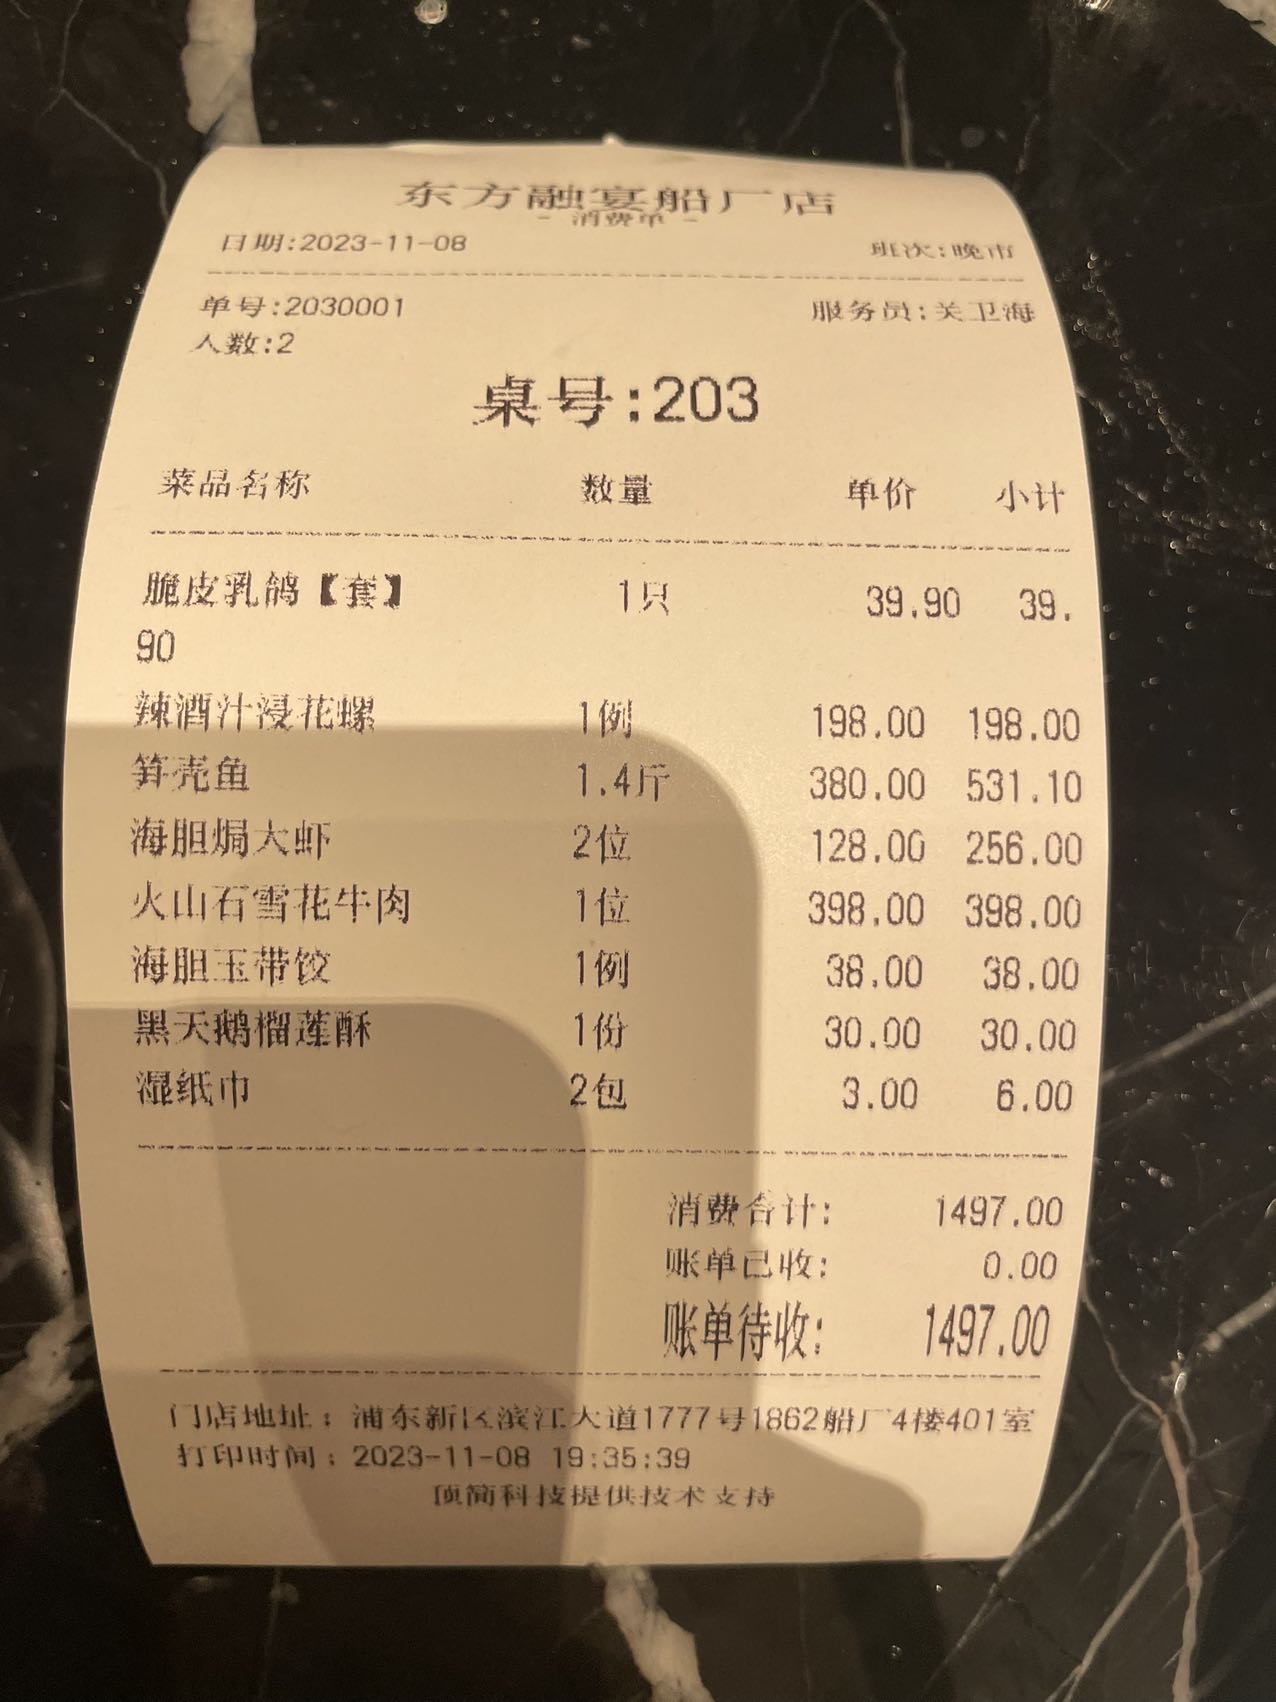 东方融宴船厂店
- 消费单 -
日期:2023-11-08 班次:晚市
单号:2030001 服务员:关卫海
人数:2
桌号:203
菜品名称 数量 单价 小计
脆皮乳鸽【套】 1只 39.90 39.
90
辣酒汁浸花螺 1例 198.00 198.00
笋壳鱼 1.4斤 380.00 531.10
海胆焗大虾 2位 128.00 256.00
火山石雪花牛肉 1位 398.00 398.00
海胆玉带饺 1例 38.00 38.00
黑天鹅榴莲酥 1份 30.00 30.00
湿纸巾 2包 3.00 6.00
消费合计: 1497.00
账单已收: 0.00
账单待收: 1497.00
门店地址：浦东新区滨江大道1777号1862船厂4楼401室
打印时间：2023-11-08 19:35:39
顶简科技提供技术支持